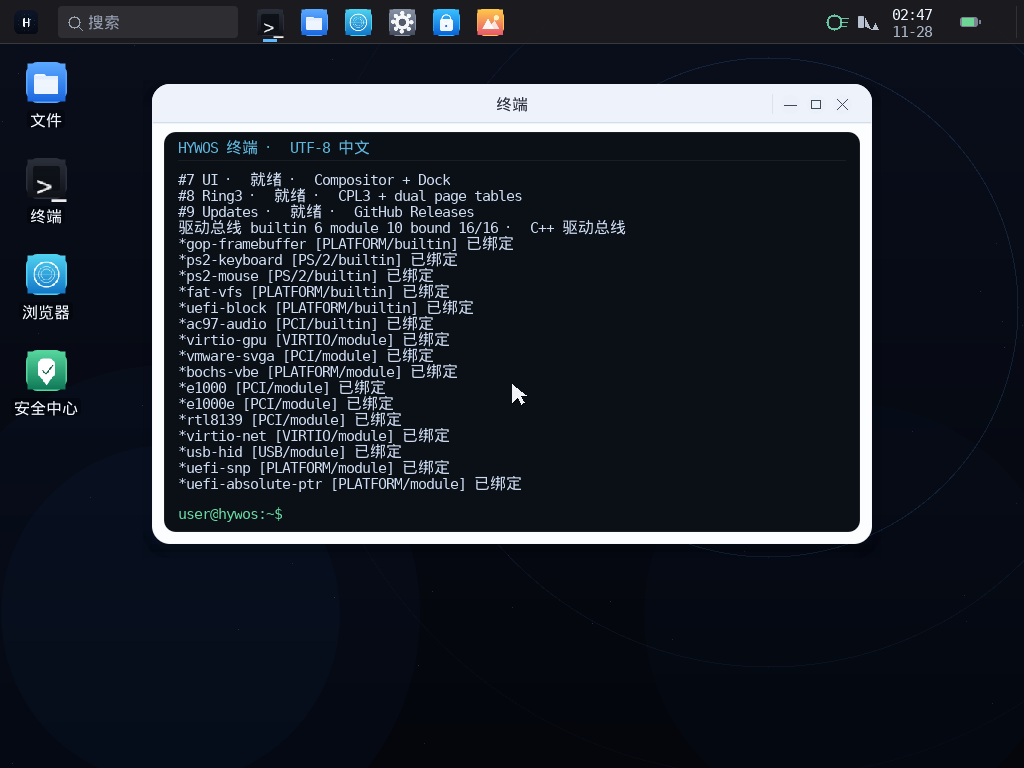 H
搜索
02:47
11-28
文件
终端
浏览器
安全中心
终端
HYWOS 终端 · UTF-8 中文
#7 UI · 就绪 · Compositor + Dock
#8 Ring3 · 就绪 · CPL3 + dual page tables
#9 Updates · 就绪 · GitHub Releases
驱动总线 builtin 6 module 10 bound 16/16 · C++ 驱动总线
*gop-framebuffer [PLATFORM/builtin] 已绑定
*ps2-keyboard [PS/2/builtin] 已绑定
*ps2-mouse [PS/2/builtin] 已绑定
*fat-vfs [PLATFORM/builtin] 已绑定
*uefi-block [PLATFORM/builtin] 已绑定
*ac97-audio [PCI/builtin] 已绑定
*virtio-gpu [VIRTIO/module] 已绑定
*vmware-svga [PCI/module] 已绑定
*bochs-vbe [PLATFORM/module] 已绑定
*e1000 [PCI/module] 已绑定
*e1000e [PCI/module] 已绑定
*rtl8139 [PCI/module] 已绑定
*virtio-net [VIRTIO/module] 已绑定
*usb-hid [USB/module] 已绑定
*uefi-snp [PLATFORM/module] 已绑定
*uefi-absolute-ptr [PLATFORM/module] 已绑定
user@hywos:~$